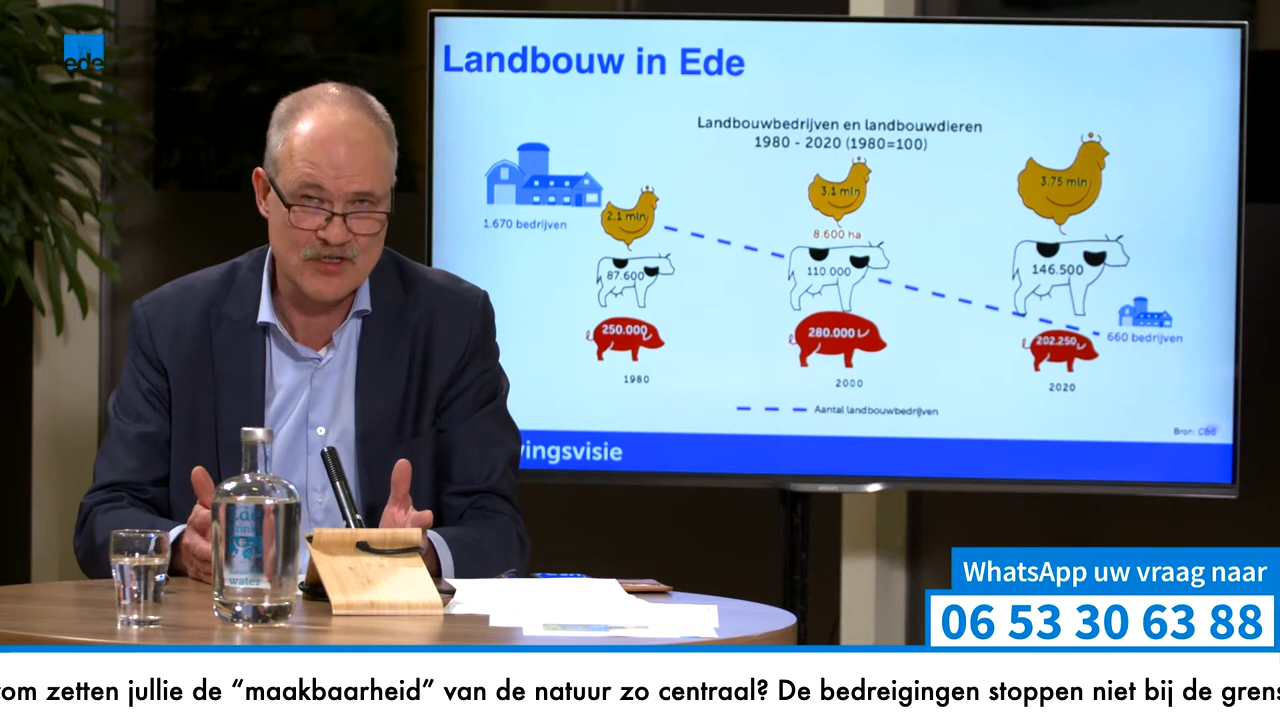 ede
Landbouw in Ede
Landbouwbedrijven en landbouwdieren
1980 - 2020 (1980=100)
1.670 bedrijven
2,1 mln
3,1 mln
3,75 mln
8.600 ha
87.600
110.000
146.500
250.000
280.000
202.250
660 bedrijven
1980
2000
2020
Aantal landbouwbedrijven
Bron: CBS
vingsvisie
water
WhatsApp uw vraag naar
06 53 30 63 88
rom zetten jullie de “maakbaarheid” van de natuur zo centraal? De bedreigingen stoppen niet bij de grens